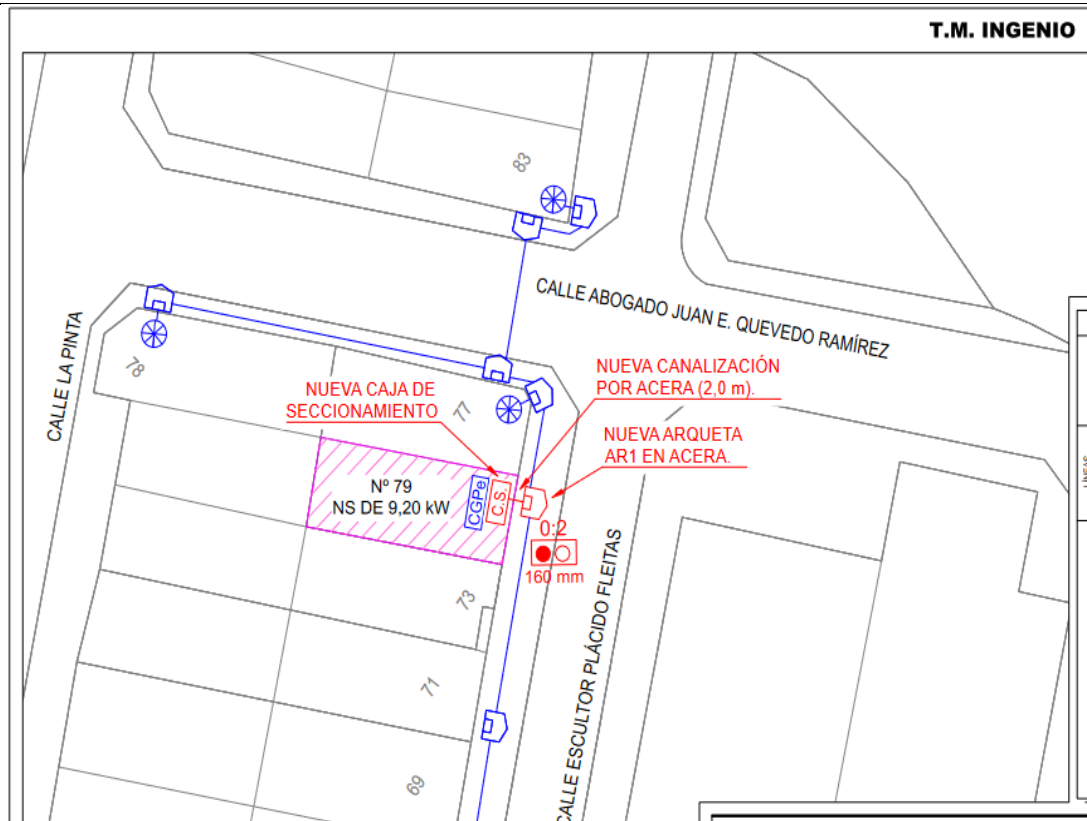 T.M. INGENIO
83
CALLE ABOGADO JUAN E. QUEVEDO RAMÍREZ
CALLE LA PINTA
78
77
NUEVA CAJA DE
SECCIONAMIENTO
NUEVA CANALIZACIÓN
POR ACERA (2,0 m).
NUEVA ARQUETA
AR1 EN ACERA.
Nº 79
NS DE 9,20 kW
CGPe
C.S.
0:2
160 mm
LÍNEAS
73
71
69
CALLE ESCULTOR PLÁCIDO FLEITAS